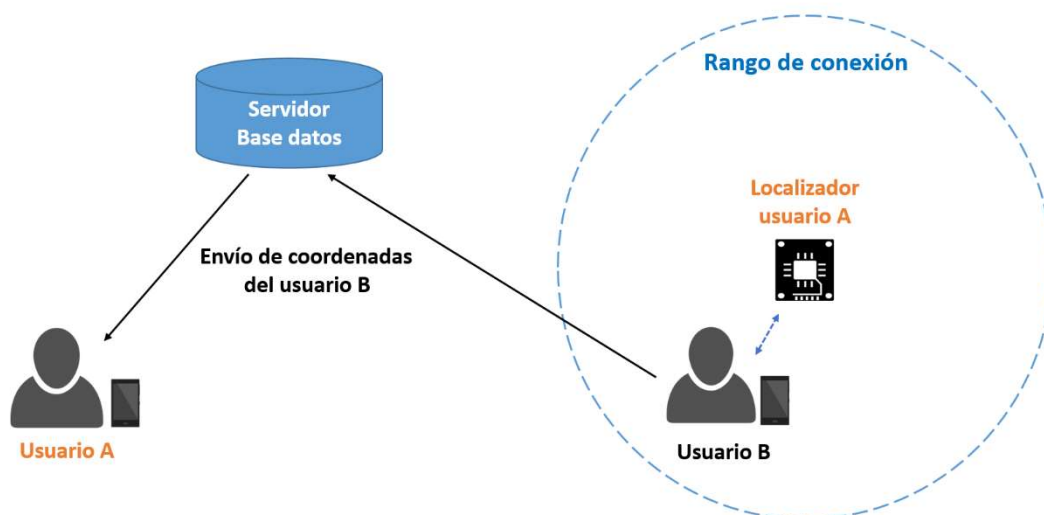 Rango de conexión
Servidor
Base datos
Localizador
usuario A
Envío de coordenadas
del usuario B
Usuario A
Usuario B